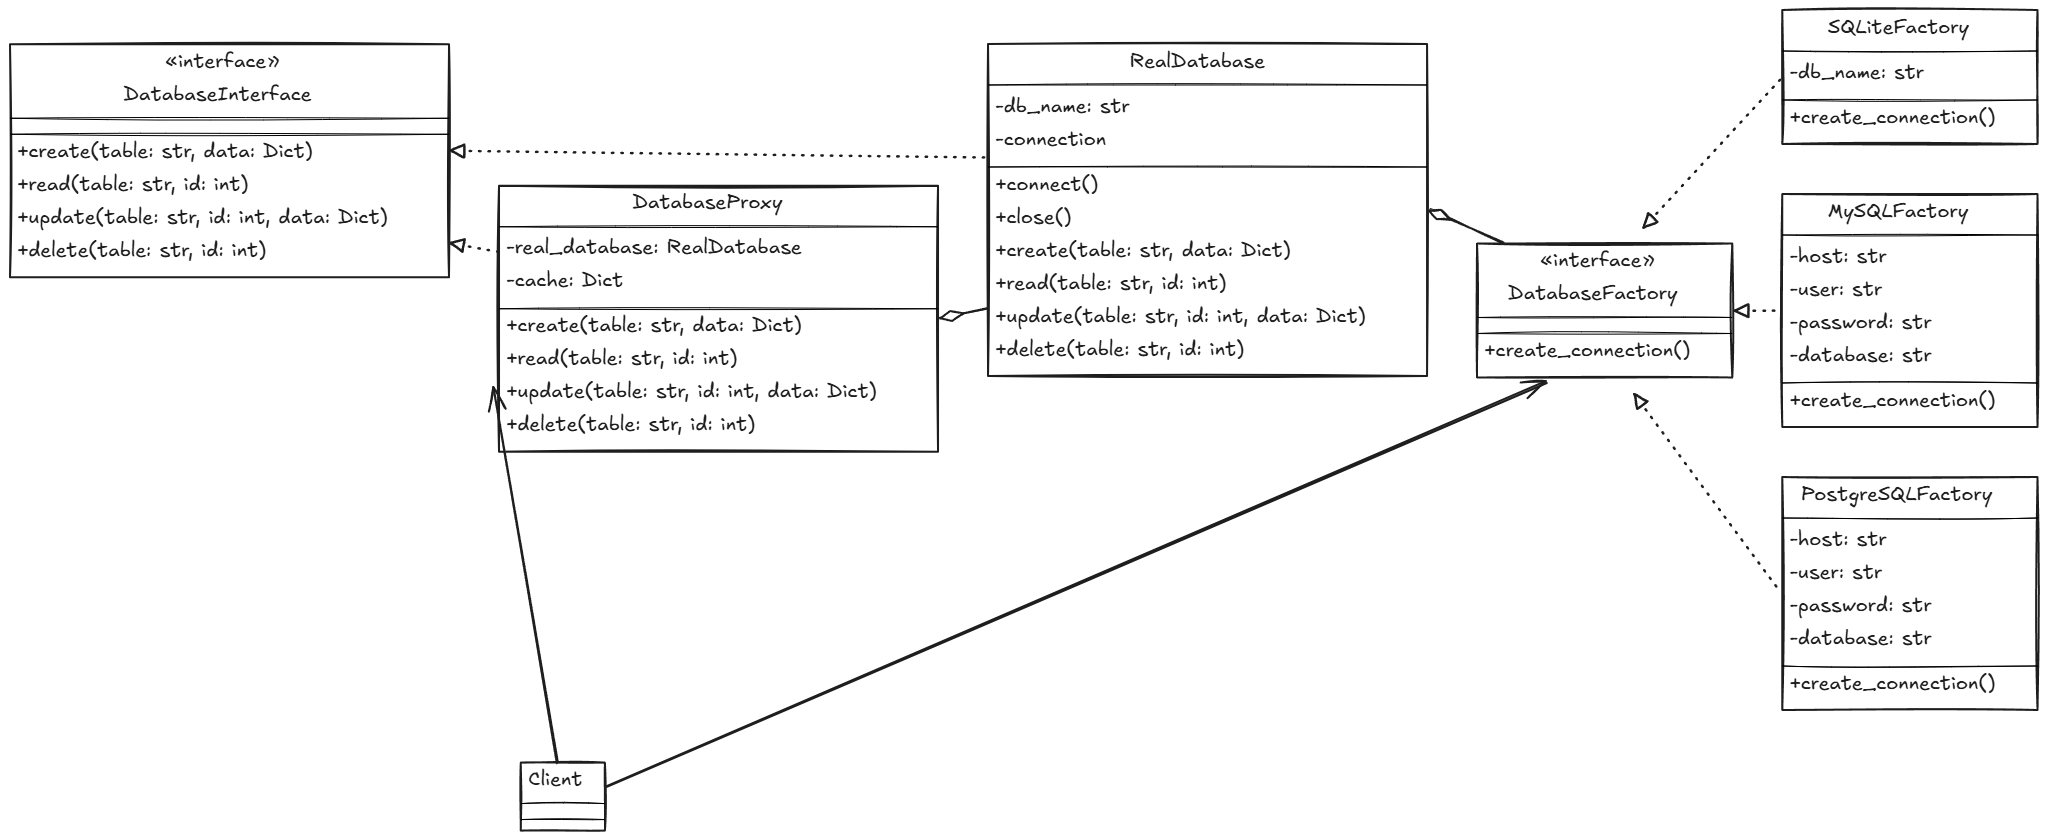 «interface»
DatabaseInterface
+create(table: str, data: Dict)
+read(table: str, id: int)
+update(table: str, id: int, data: Dict)
+delete(table: str, id: int)
DatabaseProxy
-real_database: RealDatabase
-cache: Dict
+create(table: str, data: Dict)
+read(table: str, id: int)
+update(table: str, id: int, data: Dict)
+delete(table: str, id: int)
RealDatabase
-db_name: str
-connection
+connect()
+close()
+create(table: str, data: Dict)
+read(table: str, id: int)
+update(table: str, id: int, data: Dict)
+delete(table: str, id: int)
«interface»
DatabaseFactory
+create_connection()
SQLiteFactory
-db_name: str
+create_connection()
MySQLFactory
-host: str
-user: str
-password: str
-database: str
+create_connection()
PostgreSQLFactory
-host: str
-user: str
-password: str
-database: str
+create_connection()
Client